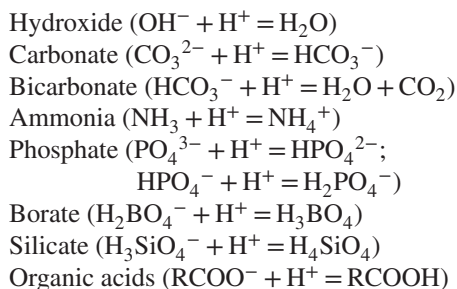 Hydroxide (OH⁻ + H⁺ = H₂O)
Carbonate (CO₃²⁻ + H⁺ = HCO₃⁻)
Bicarbonate (HCO₃⁻ + H⁺ = H₂O + CO₂)
Ammonia (NH₃ + H⁺ = NH₄⁺)
Phosphate (PO₄³⁻ + H⁺ = HPO₄²⁻;
HPO₄⁻ + H⁺ = H₂PO₄⁻)
Borate (H₂BO₄⁻ + H⁺ = H₃BO₄)
Silicate (H₃SiO₄⁻ + H⁺ = H₄SiO₄)
Organic acids (RCOO⁻ + H⁺ = RCOOH)